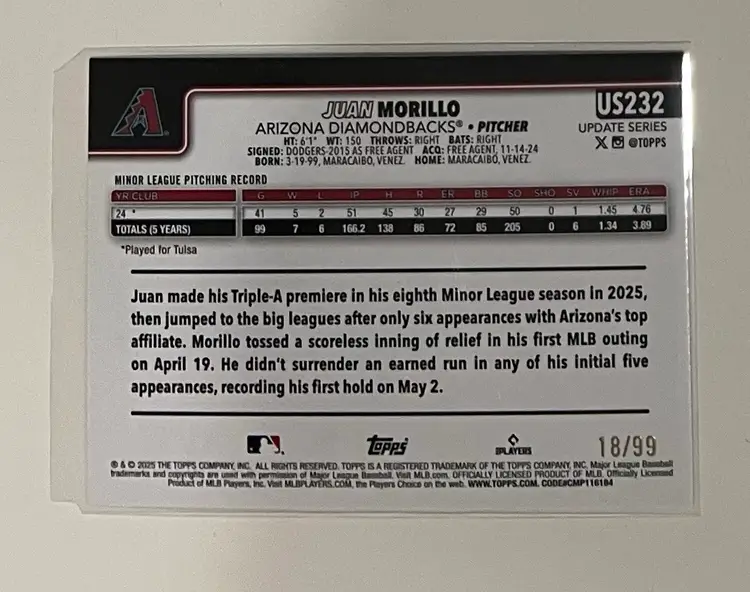 JUAN MORILLO
US232
ARIZONA DIAMONDBACKS® • PITCHER
UPDATE SERIES
HT: 6'1" WT: 150 THROWS: RIGHT BATS: RIGHT
@TOPPS
SIGNED: DODGERS-2015 AS FREE AGENT ACQ: FREE AGENT, 11-14-24
BORN: 3-19-99, MARACAIBO, VENEZ. HOME: MARACAIBO, VENEZ.
MINOR LEAGUE PITCHING RECORD
YR CLUB G W L IP H R ER BB SO SHO SV WHIP ERA
24 * 41 5 2 51 45 30 27 29 50 0 1 1.45 4.76
TOTALS (5 YEARS) 99 7 6 166.2 138 86 72 85 205 0 6 1.34 3.89
*Played for Tulsa
Juan made his Triple-A premiere in his eighth Minor League season in 2025,
then jumped to the big leagues after only six appearances with Arizona's top
affiliate. Morillo tossed a scoreless inning of relief in his first MLB outing
on April 19. He didn't surrender an earned run in any of his initial five
appearances, recording his first hold on May 2.
topps
PLAYERS
18/99
® & © 2025 THE TOPPS COMPANY, INC. ALL RIGHTS RESERVED. TOPPS IS A REGISTERED TRADEMARK OF THE TOPPS COMPANY, INC. Major League Baseball
trademarks and copyrights are used with permission of Major League Baseball. Visit MLB.com. OFFICIALLY LICENSED PRODUCT OF MLB. Officially Licensed
Product of MLB Players, Inc. Visit MLBPLAYERS.COM, the Players Choice on the web. WWW.TOPPS.COM. CODE#CMP116184